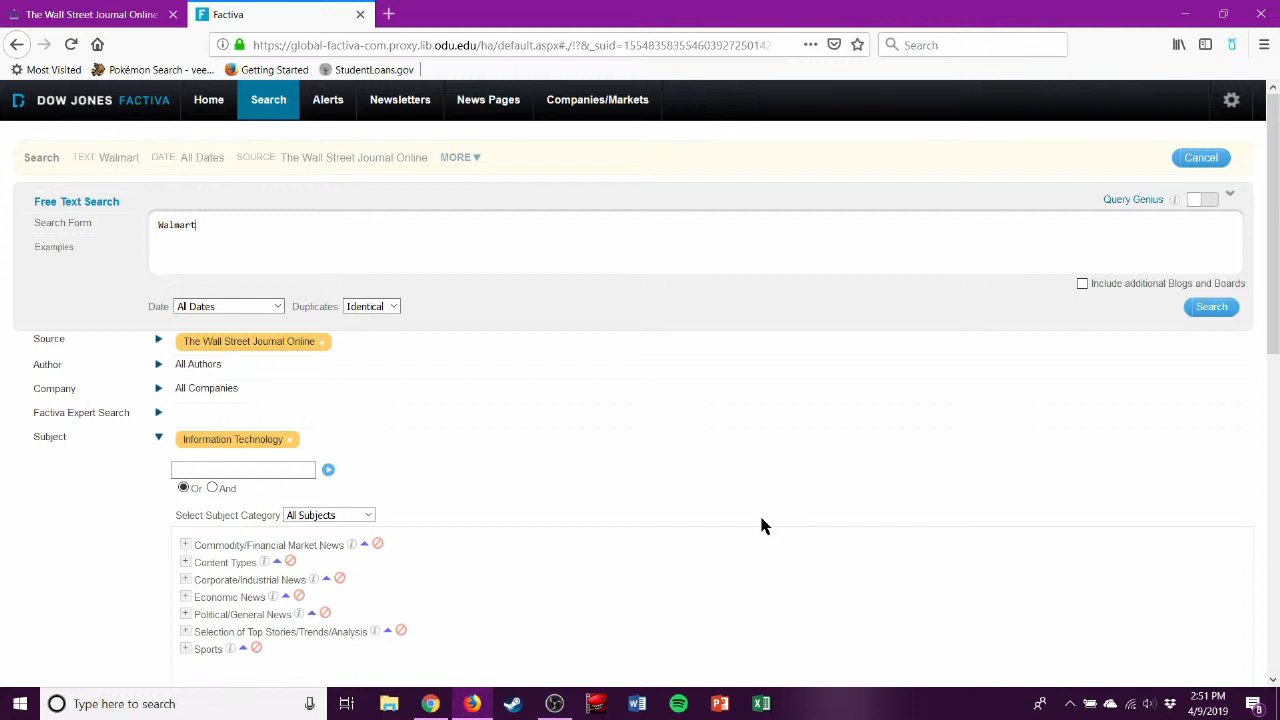 The Wall Street Journal Online
Factiva
https://global-factiva-com.proxy.lib.odu.edu/ha/default.aspx#./!?&_suid=155483583554603927250142
Search
Most Visited
Pokémon Search - vee...
Getting Started
StudentLoans.gov
DOW JONES FACTIVA
Home
Search
Alerts
Newsletters
News Pages
Companies/Markets
Search TEXT: Walmart DATE: All Dates SOURCE: The Wall Street Journal Online MORE
Cancel
Free Text Search
Query Genius
Search Form
Walmart
Examples
Include additional Blogs and Boards
Date All Dates Duplicates Identical
Search
Source The Wall Street Journal Online
Author All Authors
Company All Companies
Factiva Expert Search
Subject Information Technology
Or And
Select Subject Category All Subjects
Commodity/Financial Market News
Content Types
Corporate/Industrial News
Economic News
Political/General News
Selection of Top Stories/Trends/Analysis
Sports
Type here to search
2:51 PM
4/9/2019
8